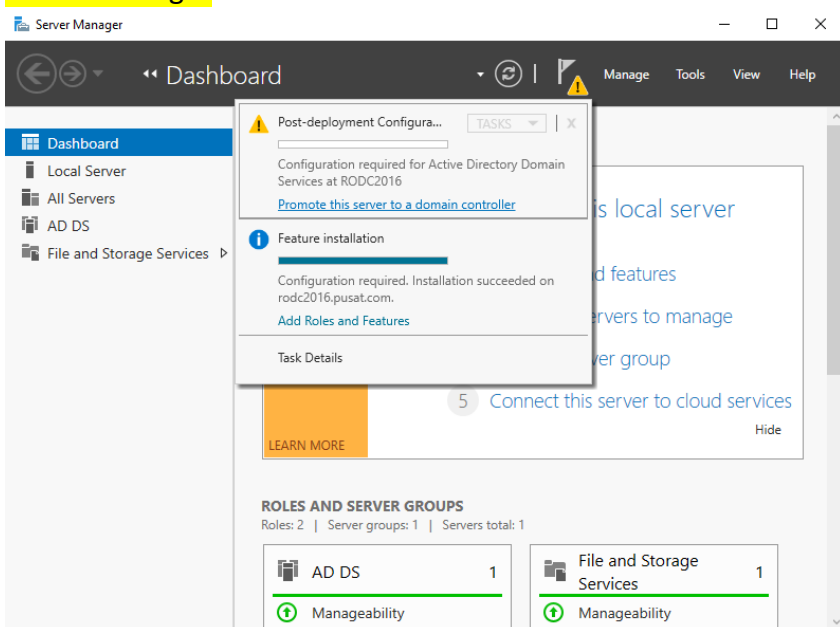 Server Manager
Dashboard
Manage Tools View Help
Dashboard
Local Server
All Servers
AD DS
File and Storage Services
Post-deployment Configura...
TASKS
X
Configuration required for Active Directory Domain
Services at RODC2016
Promote this server to a domain controller
Feature installation
Configuration required. Installation succeeded on
rodc2016.pusat.com.
Add Roles and Features
Task Details
is local server
d features
ervers to manage
ver group
5 Connect this server to cloud services
Hide
LEARN MORE
ROLES AND SERVER GROUPS
Roles: 2 | Server groups: 1 | Servers total: 1
AD DS 1
Manageability
File and Storage
Services
1
Manageability